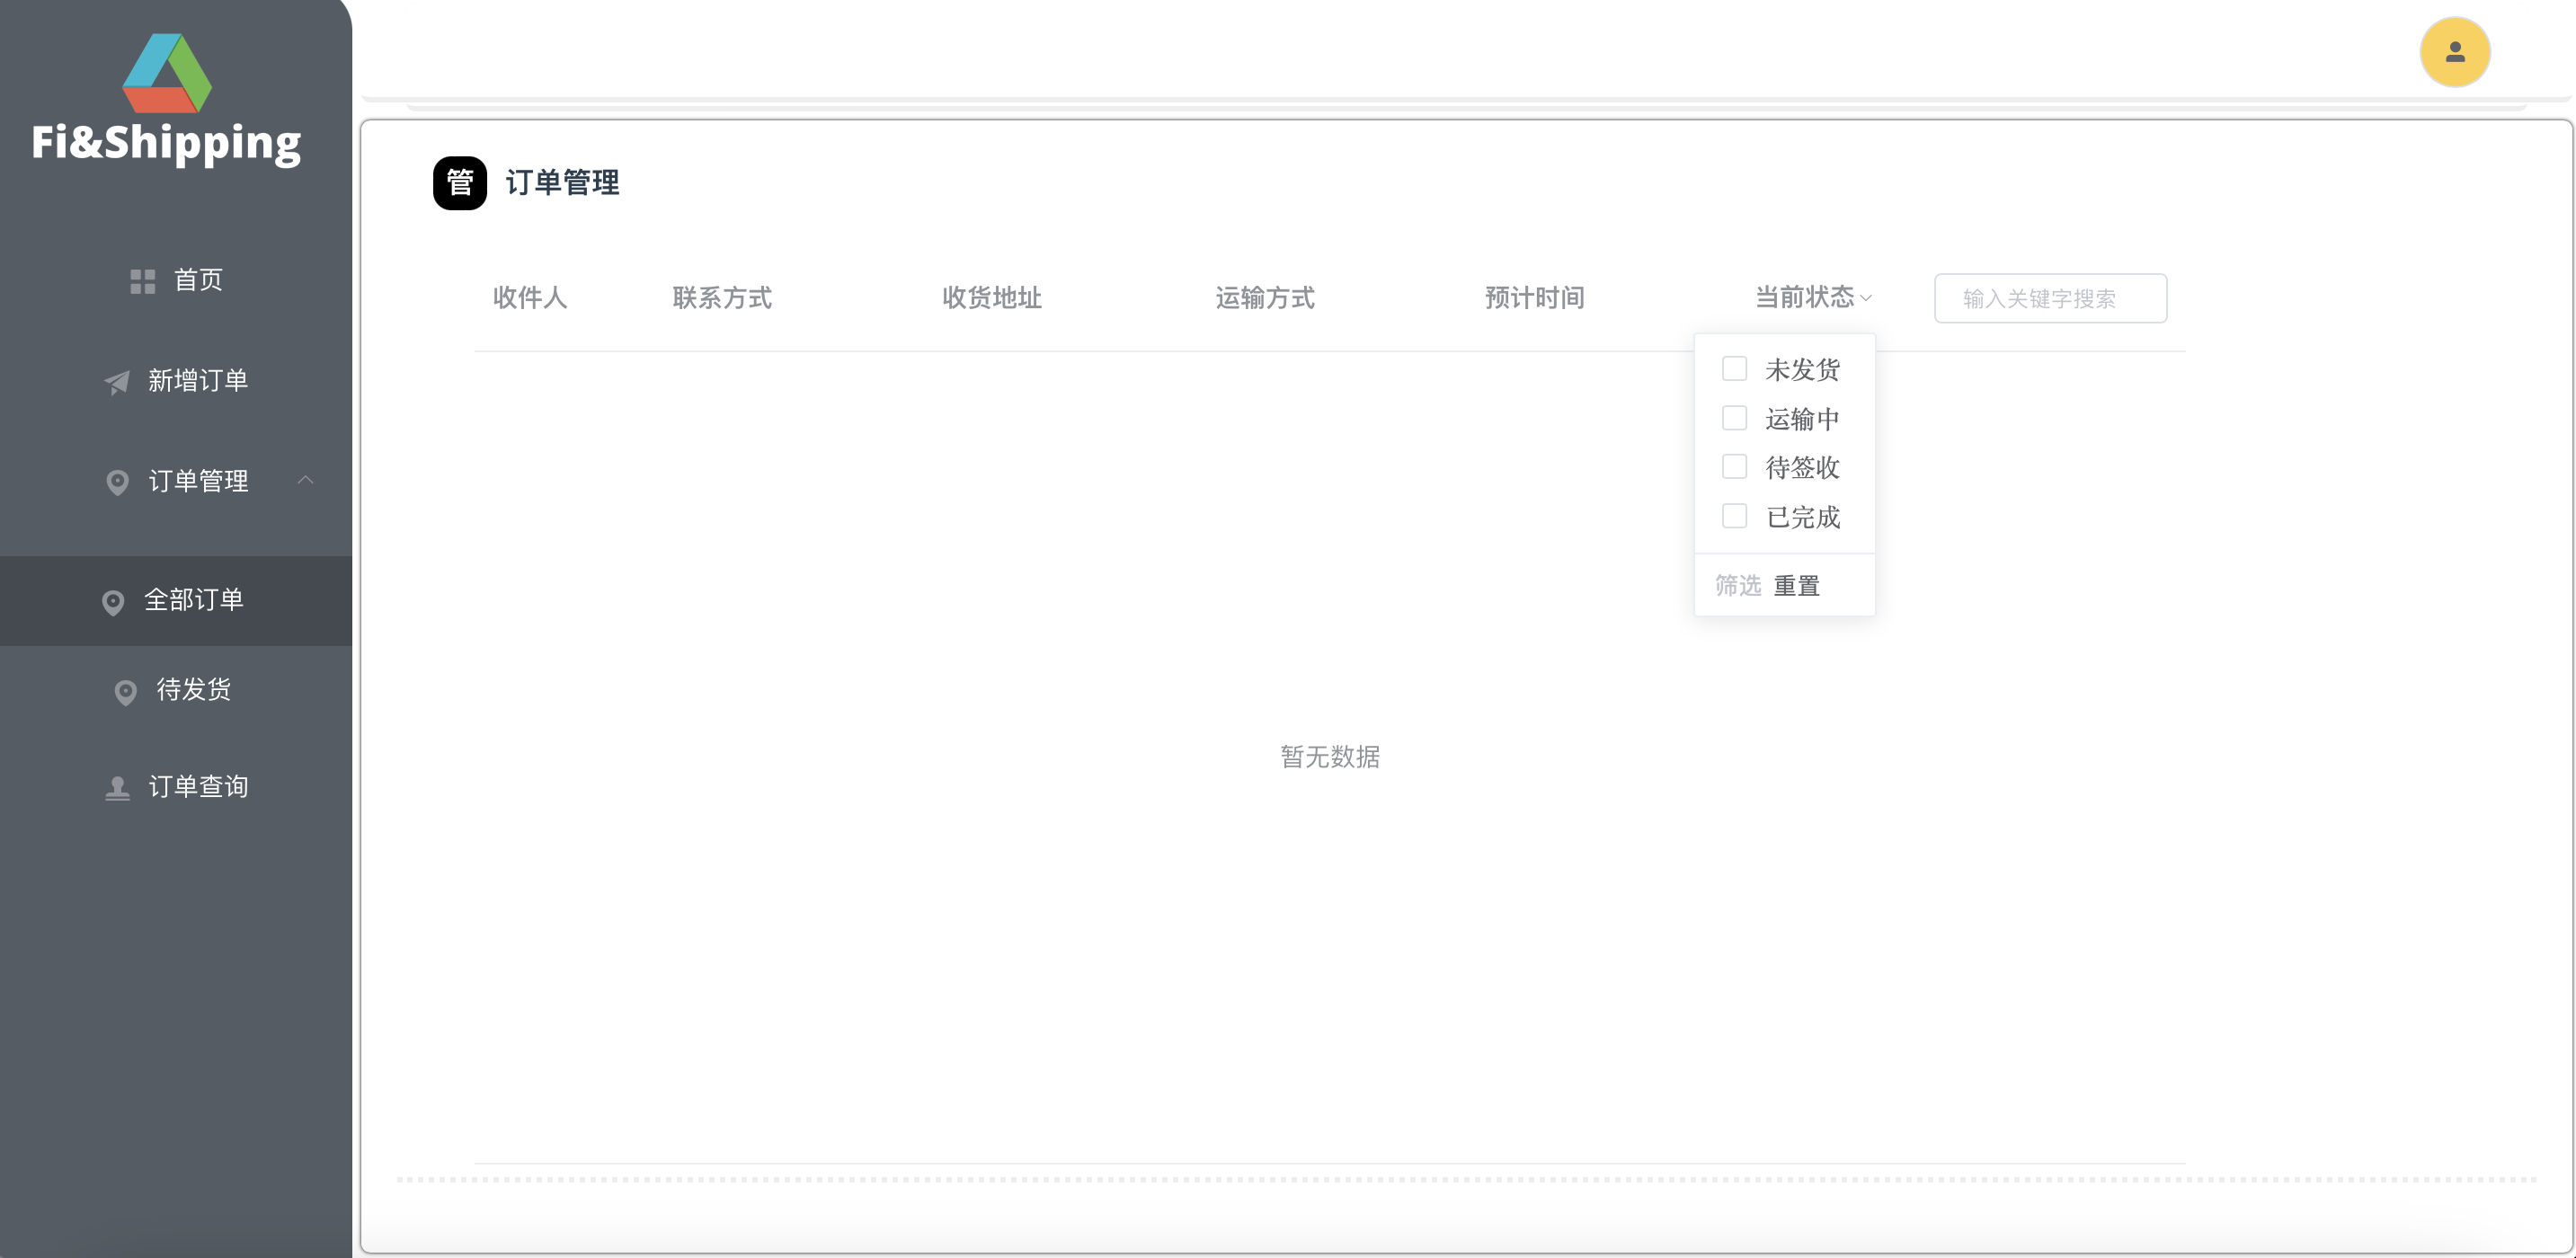 Fi&Shipping
首页
新增订单
订单管理
全部订单
待发货
订单查询
管 订单管理
收件人 联系方式 收货地址 运输方式 预计时间 当前状态 输入关键字搜索
未发货
运输中
待签收
已完成
筛选 重置
暂无数据